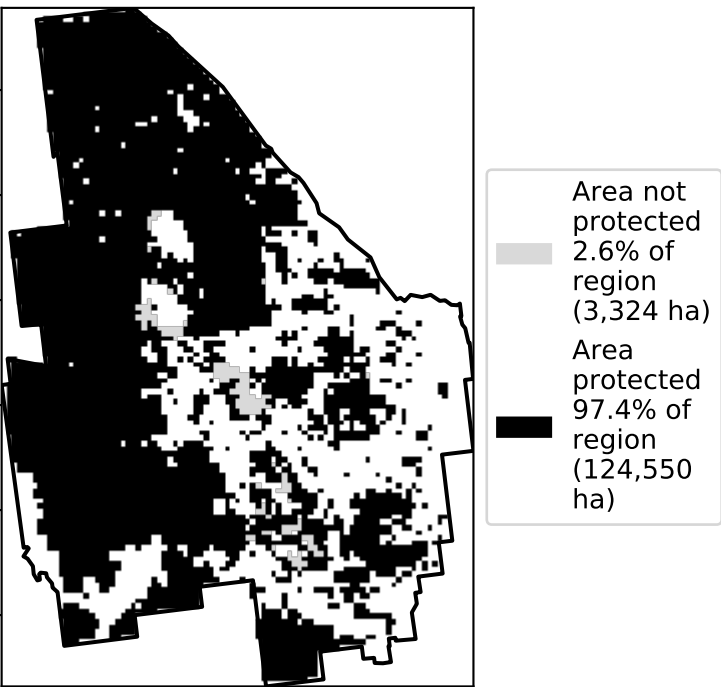 Area not
protected
2.6% of
region
(3,324 ha)
Area
protected
97.4% of
region
(124,550
ha)